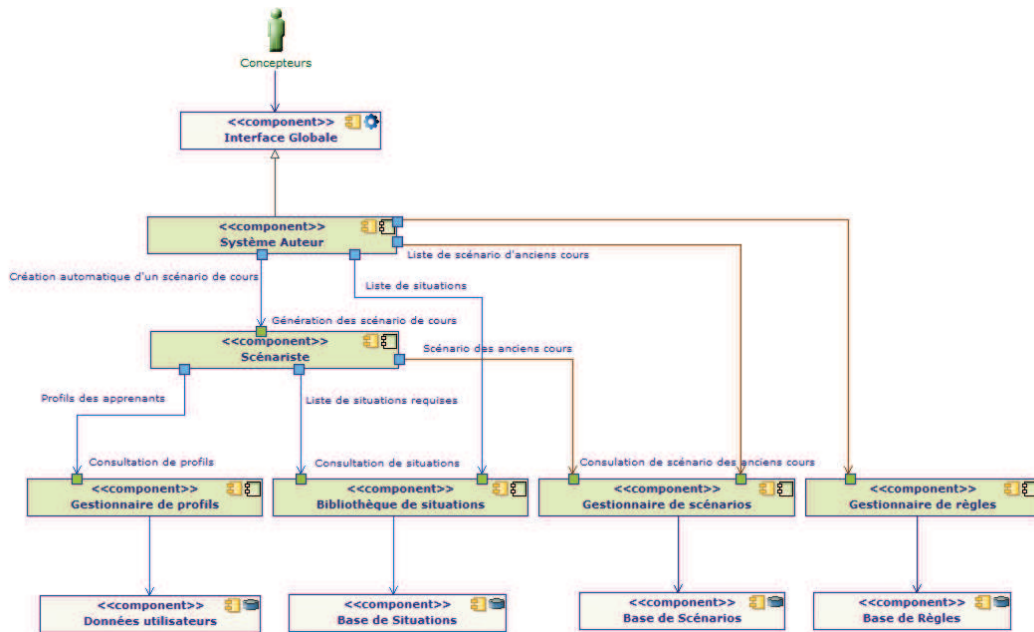 Concepteurs
<<component>>
Interface Globale
<<component>>
Système Auteur
Liste de scénario d'anciens cours
Création automatique d'un scénario de cours
Liste de situations
Génération des scénario de cours
<<component>>
Scénariste
Scénario des anciens cours
Profils des apprenants
Liste de situations requises
Consultation de profils
Consultation de situations
Consulation de scénario des anciens cours
<<component>>
Gestionnaire de profils
<<component>>
Bibliothèque de situations
<<component>>
Gestionnaire de scénarios
<<component>>
Gestionnaire de règles
<<component>>
Données utilisateurs
<<component>>
Base de Situations
<<component>>
Base de Scénarios
<<component>>
Base de Règles